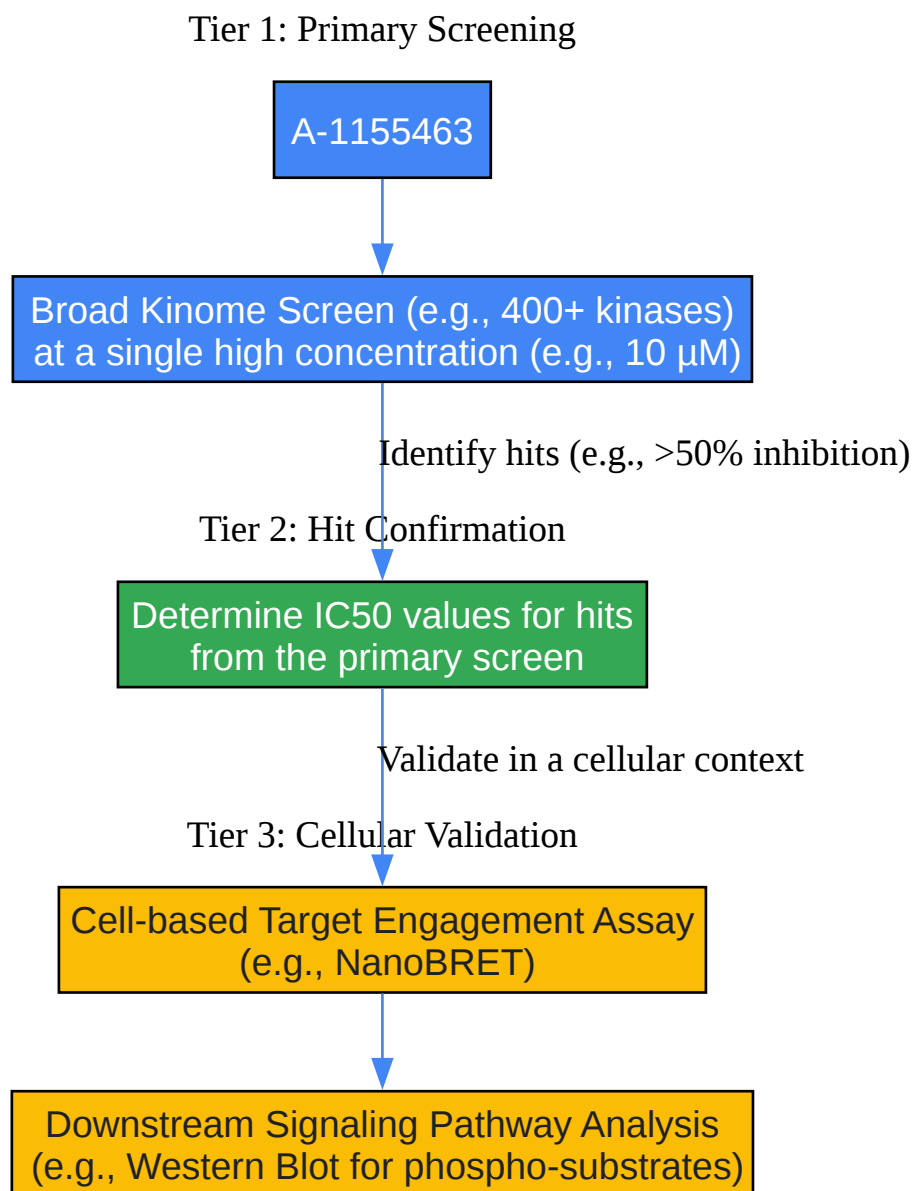 Tier 1: Primary Screening
A-1155463
Broad Kinome Screen (e.g., 400+ kinases)
at a single high concentration (e.g., 10 µM)
Identify hits (e.g., >50% inhibition)
Tier 2: Hit Confirmation
Determine IC50 values for hits
from the primary screen
Validate in a cellular context
Tier 3: Cellular Validation
Cell-based Target Engagement Assay
(e.g., NanoBRET)
Downstream Signaling Pathway Analysis
(e.g., Western Blot for phospho-substrates)